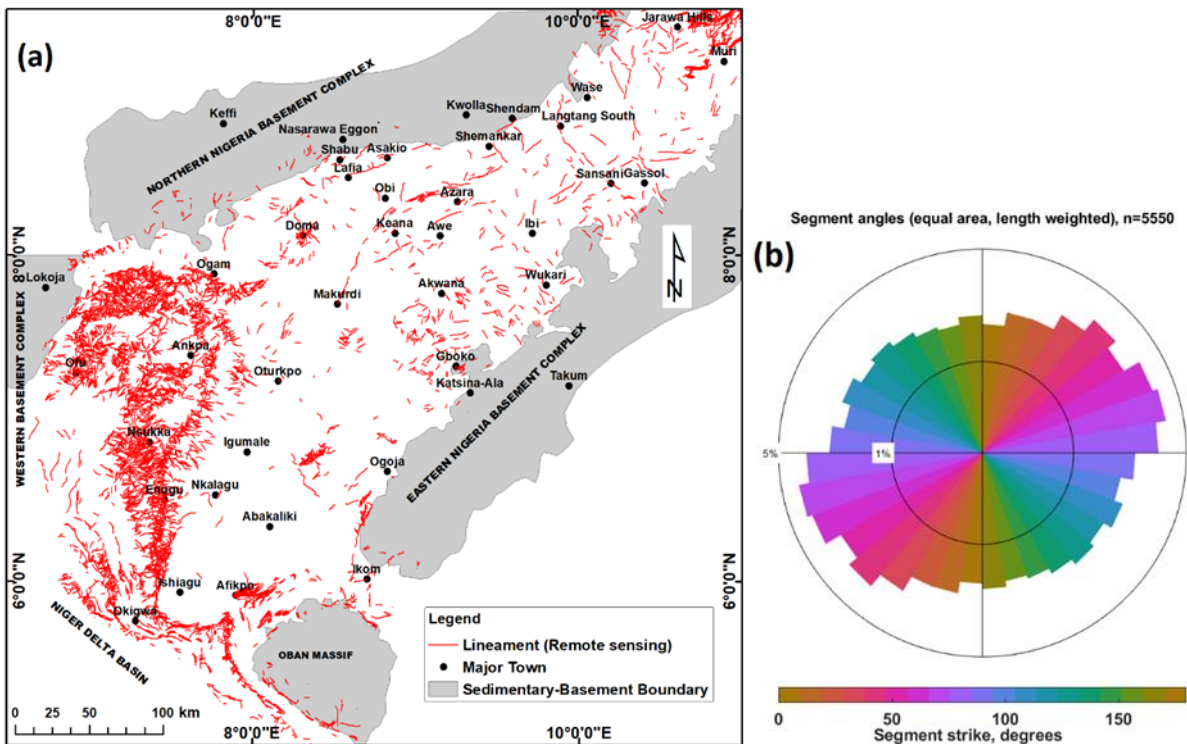 (a)
8°0'0"E
10°0'0"E
Jarawa Hills
Muri
Wase
Keffi
NORTHERN NIGERIA BASEMENT COMPLEX
Kwolla
Shendam
Langtang South
Nasarawa Eggon
Shemankar
Shabu
Asakio
Lafia
Sansani
Gassol
Obi
Azara
Doma
Keana
Awe
Ibi
8°0'0"N
8°0'0"N
N
Ogam
Lokoja
Wukari
Akwana
Makurdi
WESTERN BASEMENT COMPLEX
Ankpa
Ofu
Gboko
Oturkpo
Katsina-Ala
Takum
EASTERN NIGERIA BASEMENT COMPLEX
Nsukka
Igumale
Ogoja
Enugu
Nkalagu
Abakaliki
6°0'0"N
6°0'0"N
Ikom
Ishiagu
Afikpo
Okigwe
NIGER DELTA BASIN
OBAN MASSIF
Legend
Lineament (Remote sensing)
Major Town
Sedimentary-Basement Boundary
0 25 50 100 km
8°0'0"E
10°0'0"E
Segment angles (equal area, length weighted), n=5550
(b)
5%
1%
0 50 100 150
Segment strike, degrees